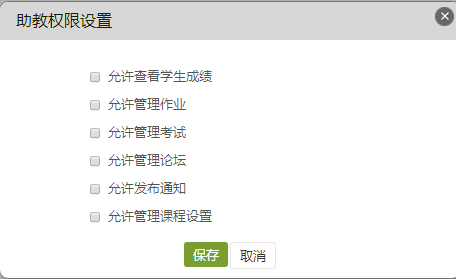 助教权限设置
允许查看学生成绩
允许管理作业
允许管理考试
允许管理论坛
允许发布通知
允许管理课程设置
保存 取消